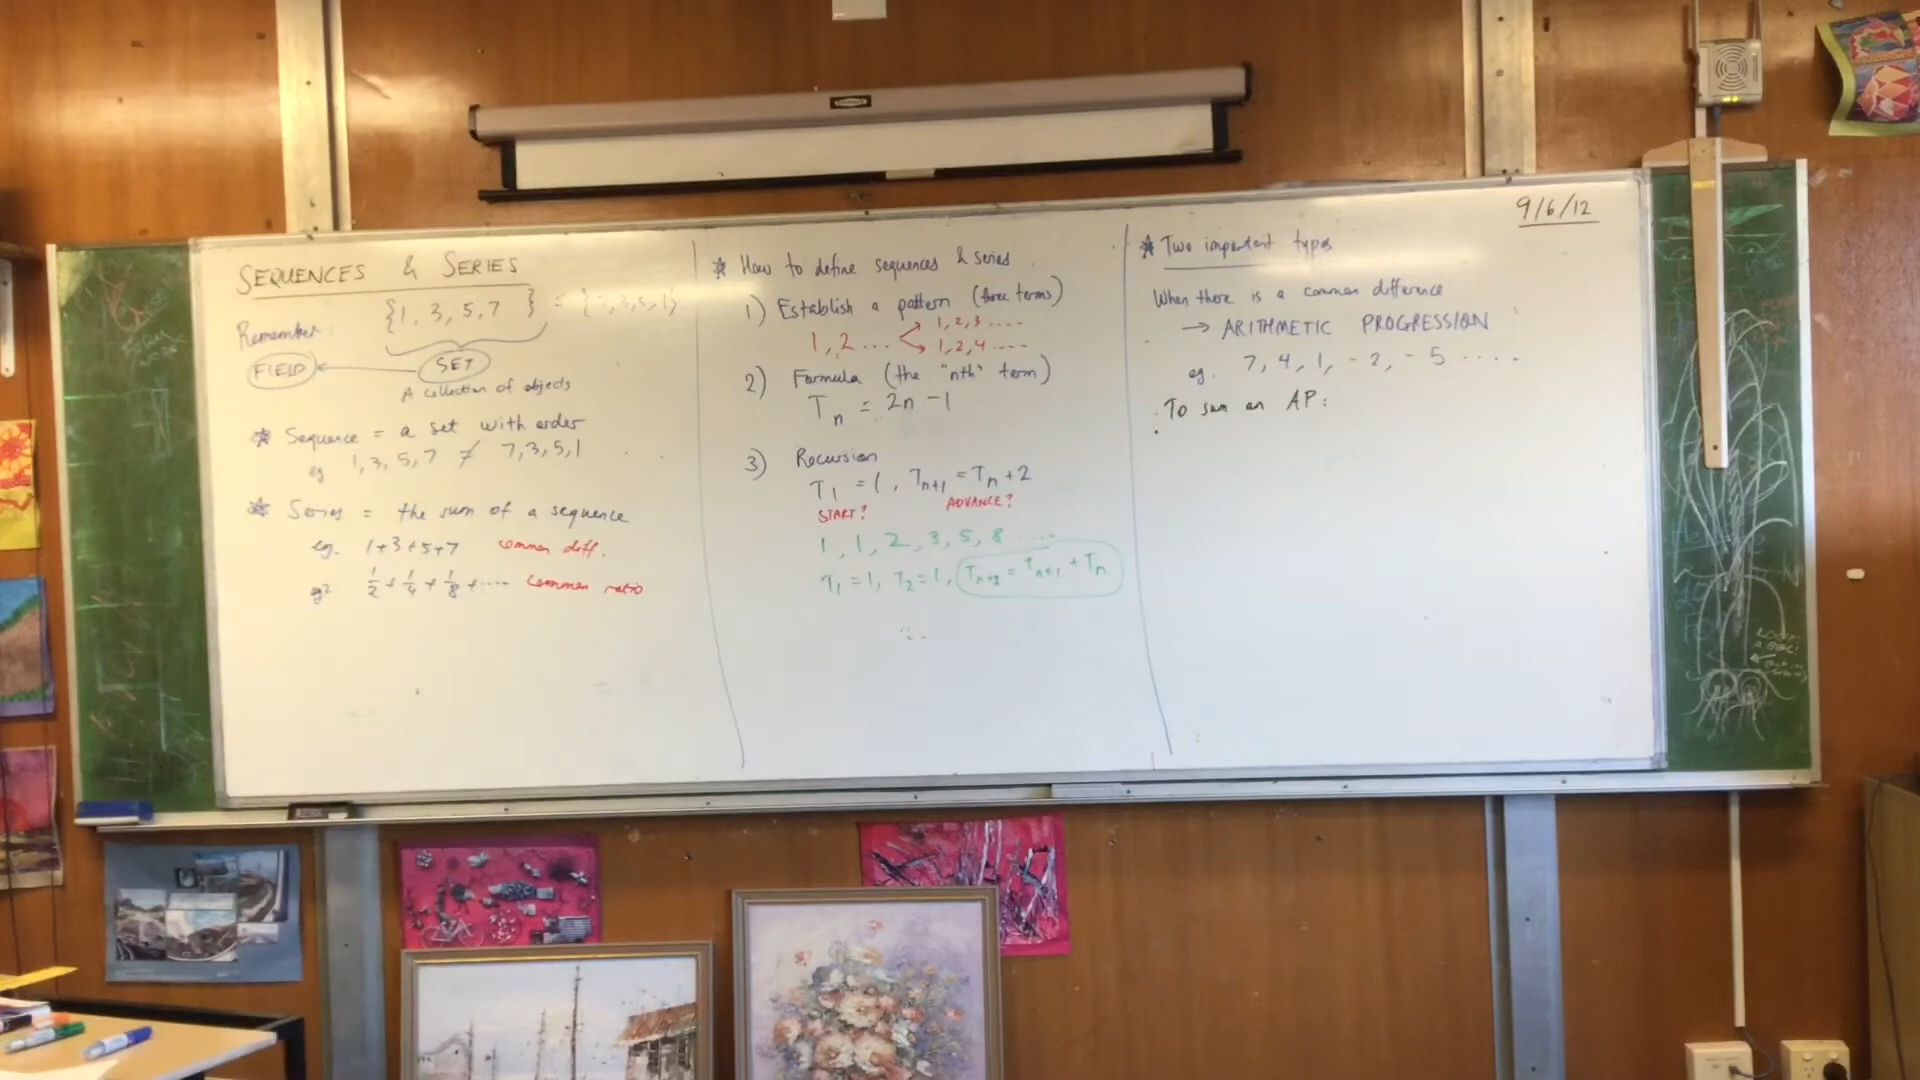 SEQUENCES & SERIES
Remember: {1, 3, 5, 7 } = {7,3,5,1}
FIELD ← SET
A collection of objects
* Sequence = a set with order
eg 1, 3, 5, 7 ≠ 7, 3, 5, 1
* Series = the sum of a sequence
eg. 1+3+5+7 common diff.
eg2. 1/2 + 1/4 + 1/8 + .... common ratio
* How to define sequences & series
1) Establish a pattern (three terms)
1, 2 ... 1, 2, 3 ....
1, 2, 4 ....
2) Formula (the "nth" term)
Tn = 2n - 1
3) Recursion
T1 = 1, Tn+1 = Tn + 2
START? ADVANCE?
1, 1, 2, 3, 5, 8 ....
T1 = 1, T2 = 1, Tn+2 = tn+1 + Tn
9/6/12
* Two important types
When there is a common difference
→ ARITHMETIC PROGRESSION
eg. 7, 4, 1, -2, -5 ....
To sum an AP: